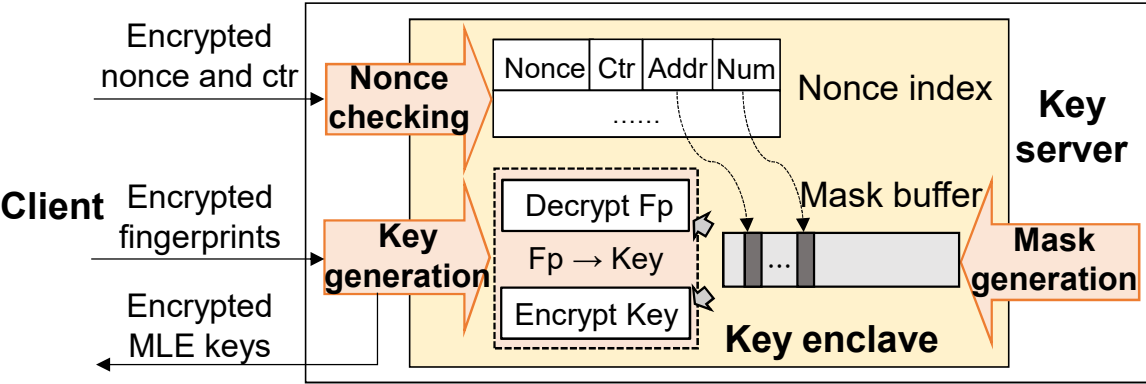 Encrypted
nonce and ctr
Nonce
checking
Nonce Ctr Addr Num
......
Nonce index
Key
server
Client
Encrypted
fingerprints
Key
generation
Decrypt Fp
Fp → Key
Encrypt Key
Mask buffer
...
Mask
generation
Encrypted
MLE keys
Key enclave